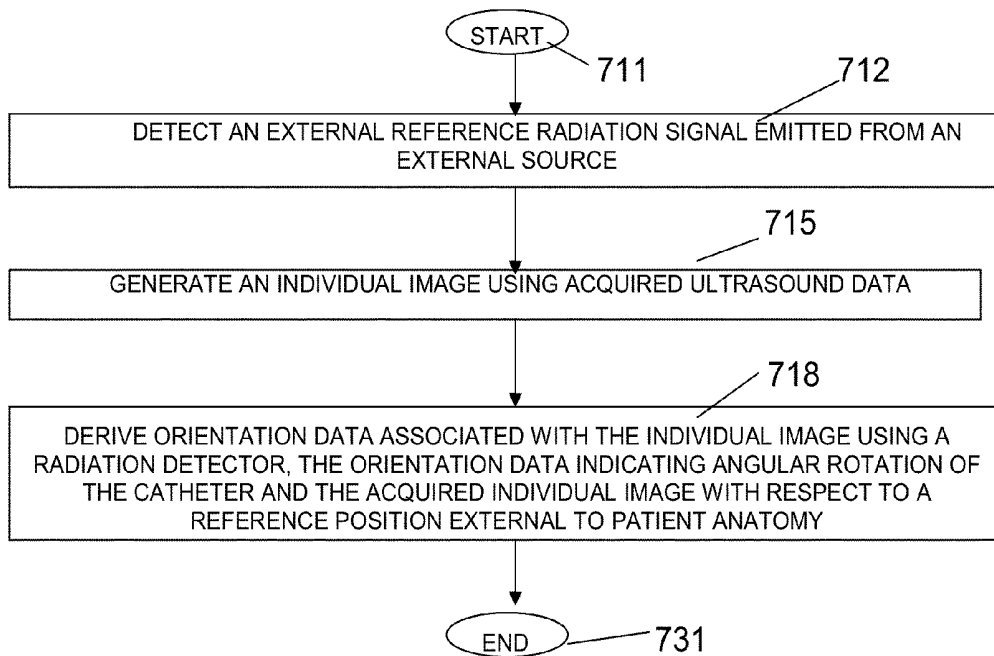 START
711
712
DETECT AN EXTERNAL REFERENCE RADIATION SIGNAL EMITTED FROM AN
EXTERNAL SOURCE
715
GENERATE AN INDIVIDUAL IMAGE USING ACQUIRED ULTRASOUND DATA
718
DERIVE ORIENTATION DATA ASSOCIATED WITH THE INDIVIDUAL IMAGE USING A
RADIATION DETECTOR, THE ORIENTATION DATA INDICATING ANGULAR ROTATION OF
THE CATHETER AND THE ACQUIRED INDIVIDUAL IMAGE WITH RESPECT TO A
REFERENCE POSITION EXTERNAL TO PATIENT ANATOMY
END
731